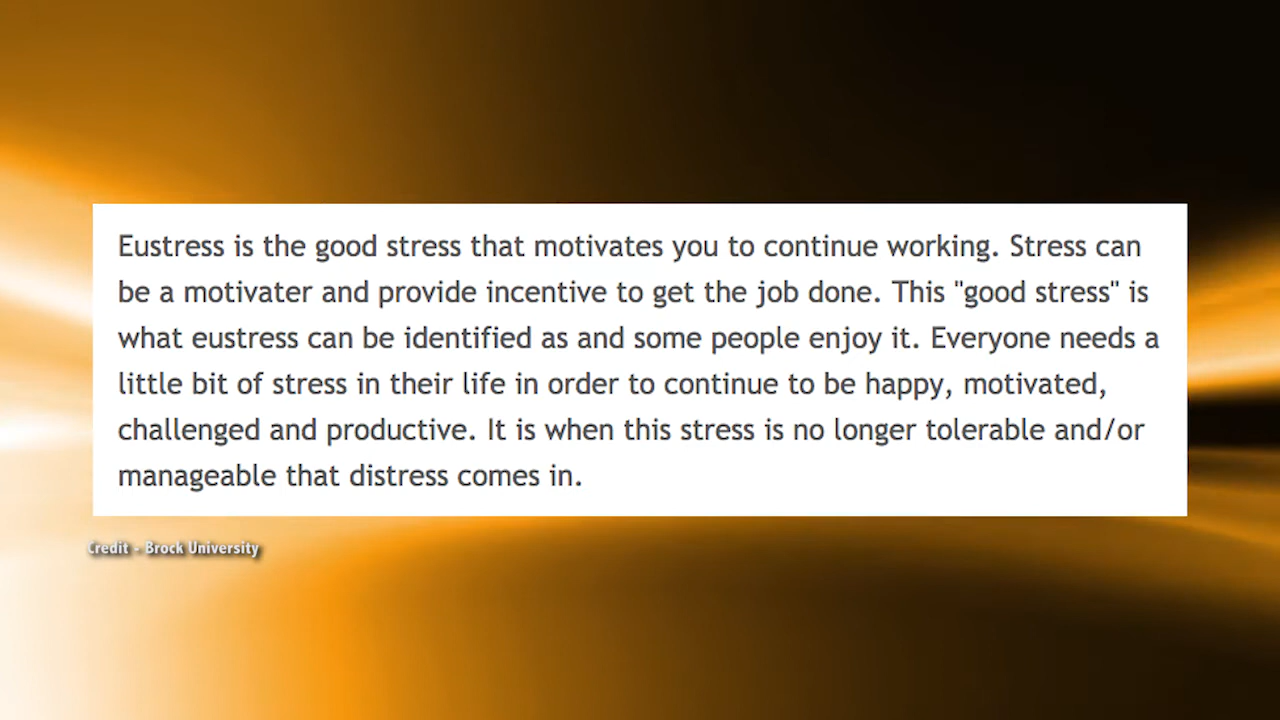 Eustress is the good stress that motivates you to continue working. Stress can
be a motivater and provide incentive to get the job done. This "good stress" is
what eustress can be identified as and some people enjoy it. Everyone needs a
little bit of stress in their life in order to continue to be happy, motivated,
challenged and productive. It is when this stress is no longer tolerable and/or
manageable that distress comes in.
Credit - Brock University